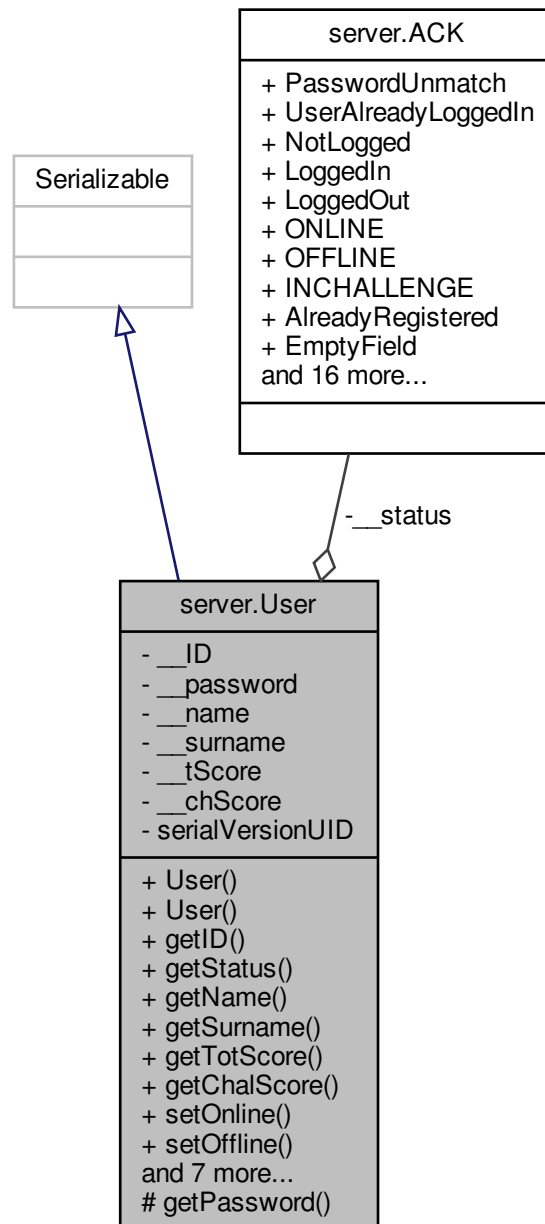 server.ACK
+ PasswordUnmatch
+ UserAlreadyLoggedIn
+ NotLogged
+ LoggedIn
+ LoggedOut
+ ONLINE
+ OFFLINE
+ INCHALLENGE
+ AlreadyRegistered
+ EmptyField
and 16 more...
Serializable
-__status
server.User
- __ID
- __password
- __name
- __surname
- __tScore
- __chScore
- serialVersionUID
+ User()
+ User()
+ getID()
+ getStatus()
+ getName()
+ getSurname()
+ getTotScore()
+ getChalScore()
+ setOnline()
+ setOffline()
and 7 more...
# getPassword()